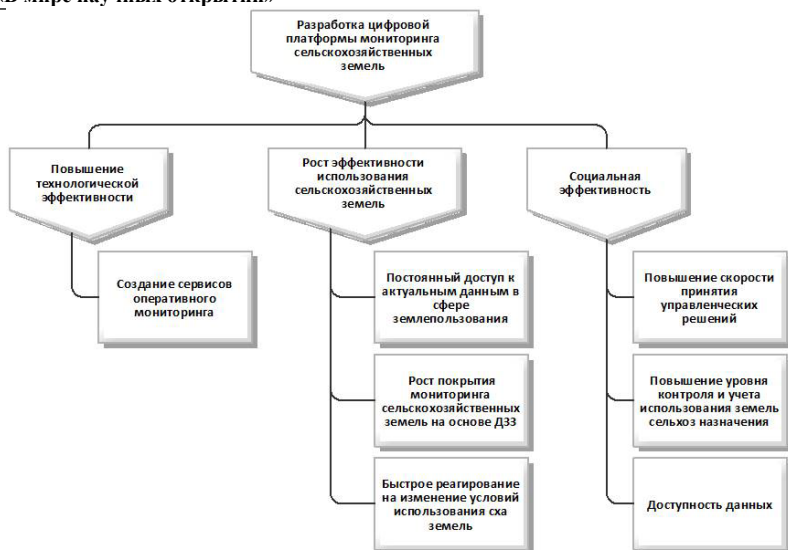 «В мире научных открытий»
Разработка цифровой
платформы мониторинга
сельскохозяйственных
земель
Повышение
технологической
эффективности
Рост эффективности
использования
сельскохозяйственных
земель
Социальная
эффективность
Создание сервисов
оперативного
мониторинга
Постоянный доступ к
актуальным данным в
сфере
землепользования
Рост покрытия
мониторинга
сельскохозяйственных
земель на основе ДЗЗ
Быстрое реагирование
на изменение условий
использования сха
земель
Повышение скорости
принятия
управленческих
решений
Повышение уровня
контроля и учета
использования земель
сельхоз назначения
Доступность данных